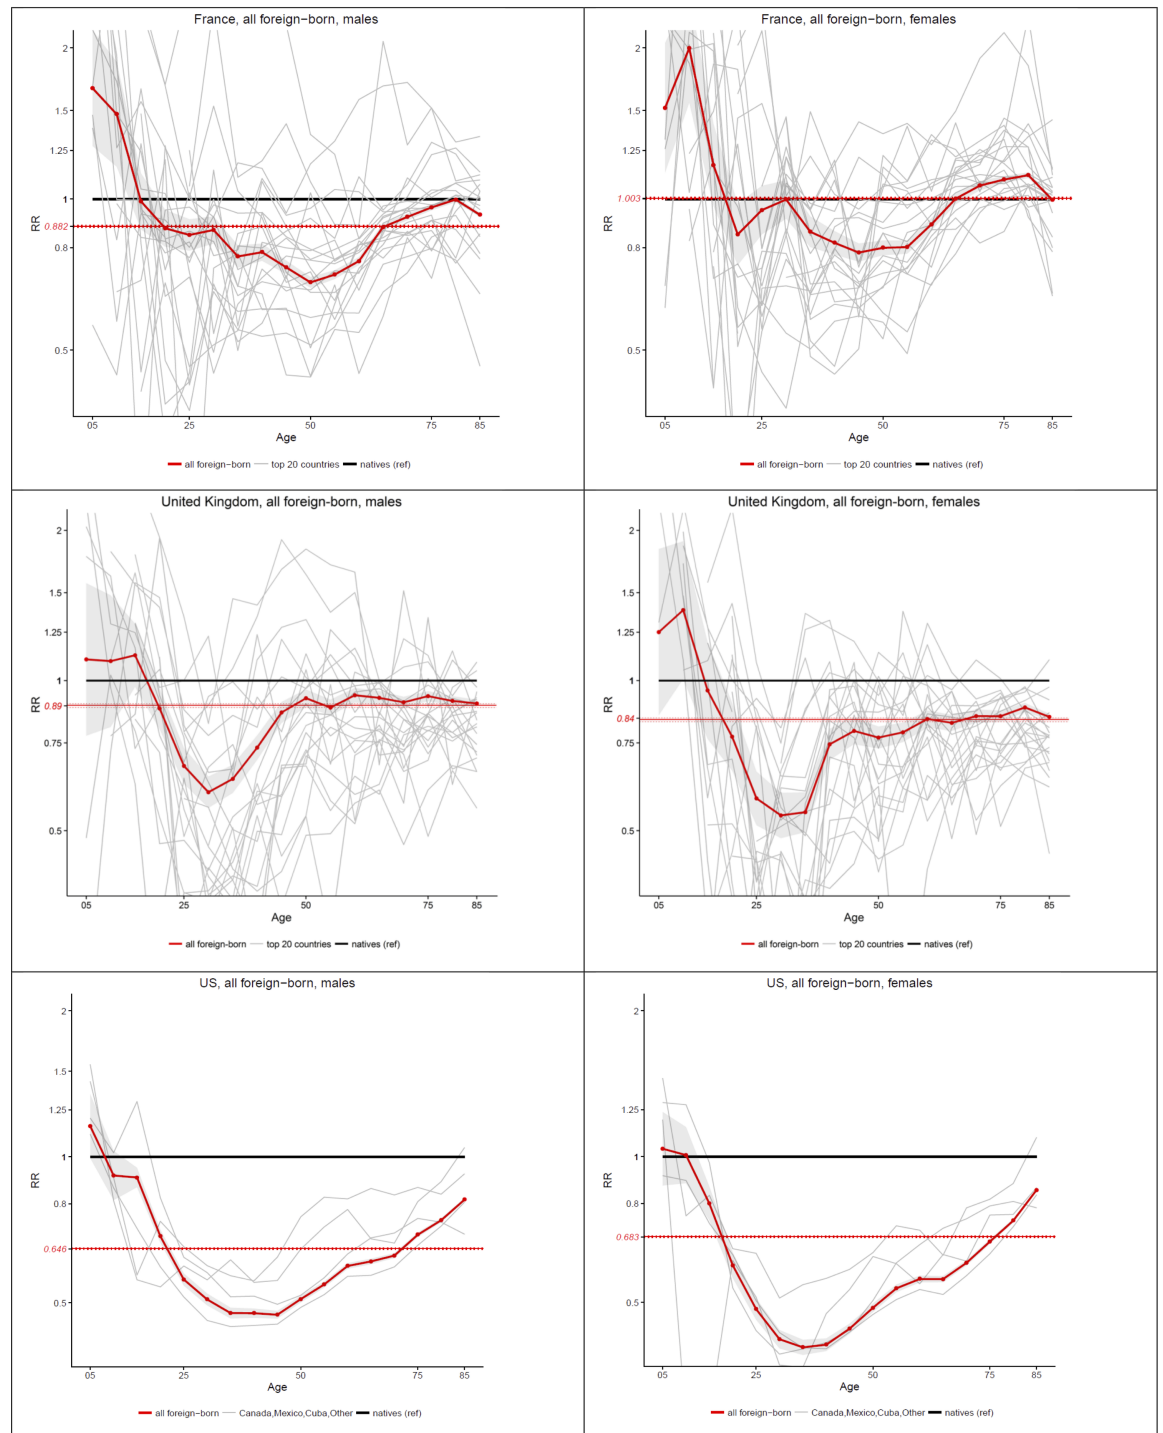 France, all foreign−born, males
2
1.5
1.25
1
0.882
0.8
0.5
RR
05 25 50 75 85
Age
all foreign−born top 20 countries natives (ref)
France, all foreign−born, females
2
1.5
1.25
1.003
0.8
0.5
RR
05 25 50 75 85
Age
all foreign−born top 20 countries natives (ref)
United Kingdom, all foreign-born, males
2
1.5
1.25
1
0.89
0.75
0.5
RR
05 25 50 75 85
Age
all foreign-born top 20 countries natives (ref)
United Kingdom, all foreign-born, females
2
1.5
1.25
1
0.84
0.75
0.5
RR
05 25 50 75 85
Age
all foreign-born top 20 countries natives (ref)
US, all foreign−born, males
2
1.5
1.25
1
0.8
0.646
0.5
RR
05 25 50 75 85
Age
all foreign−born Canada,Mexico,Cuba,Other natives (ref)
US, all foreign−born, females
2
1.25
1
0.8
0.683
0.5
RR
05 25 50 75 85
Age
all foreign−born Canada,Mexico,Cuba,Other natives (ref)